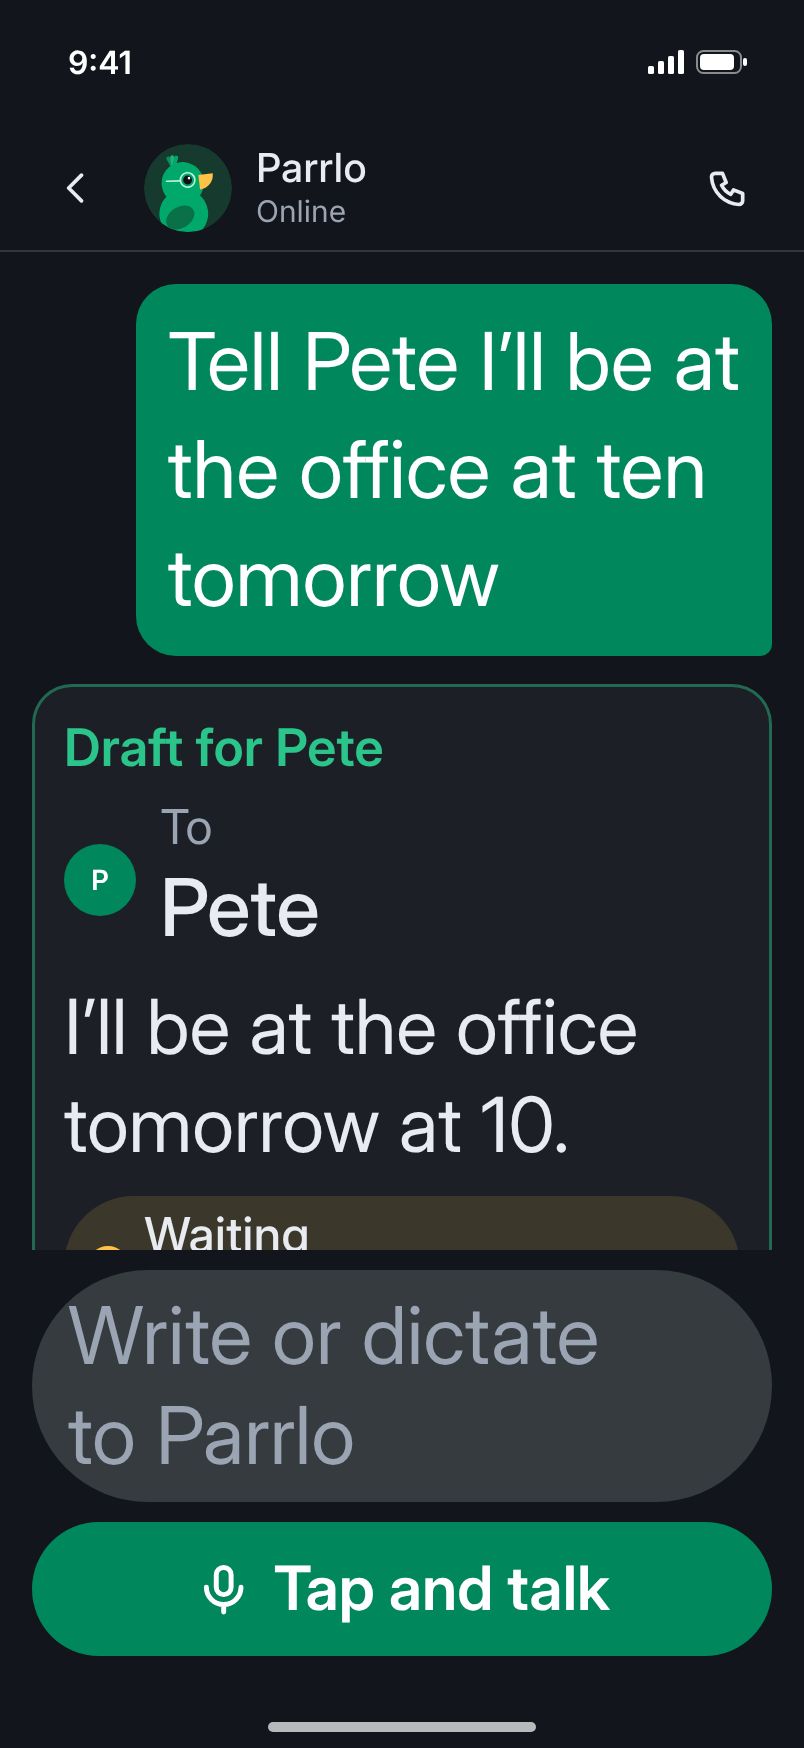 9:41
Parrlo
Online
Tell Pete I’ll be at
the office at ten
tomorrow
Draft for Pete
To
P
Pete
I’ll be at the office
tomorrow at 10.
Waiting
Write or dictate
to Parrlo
Tap and talk